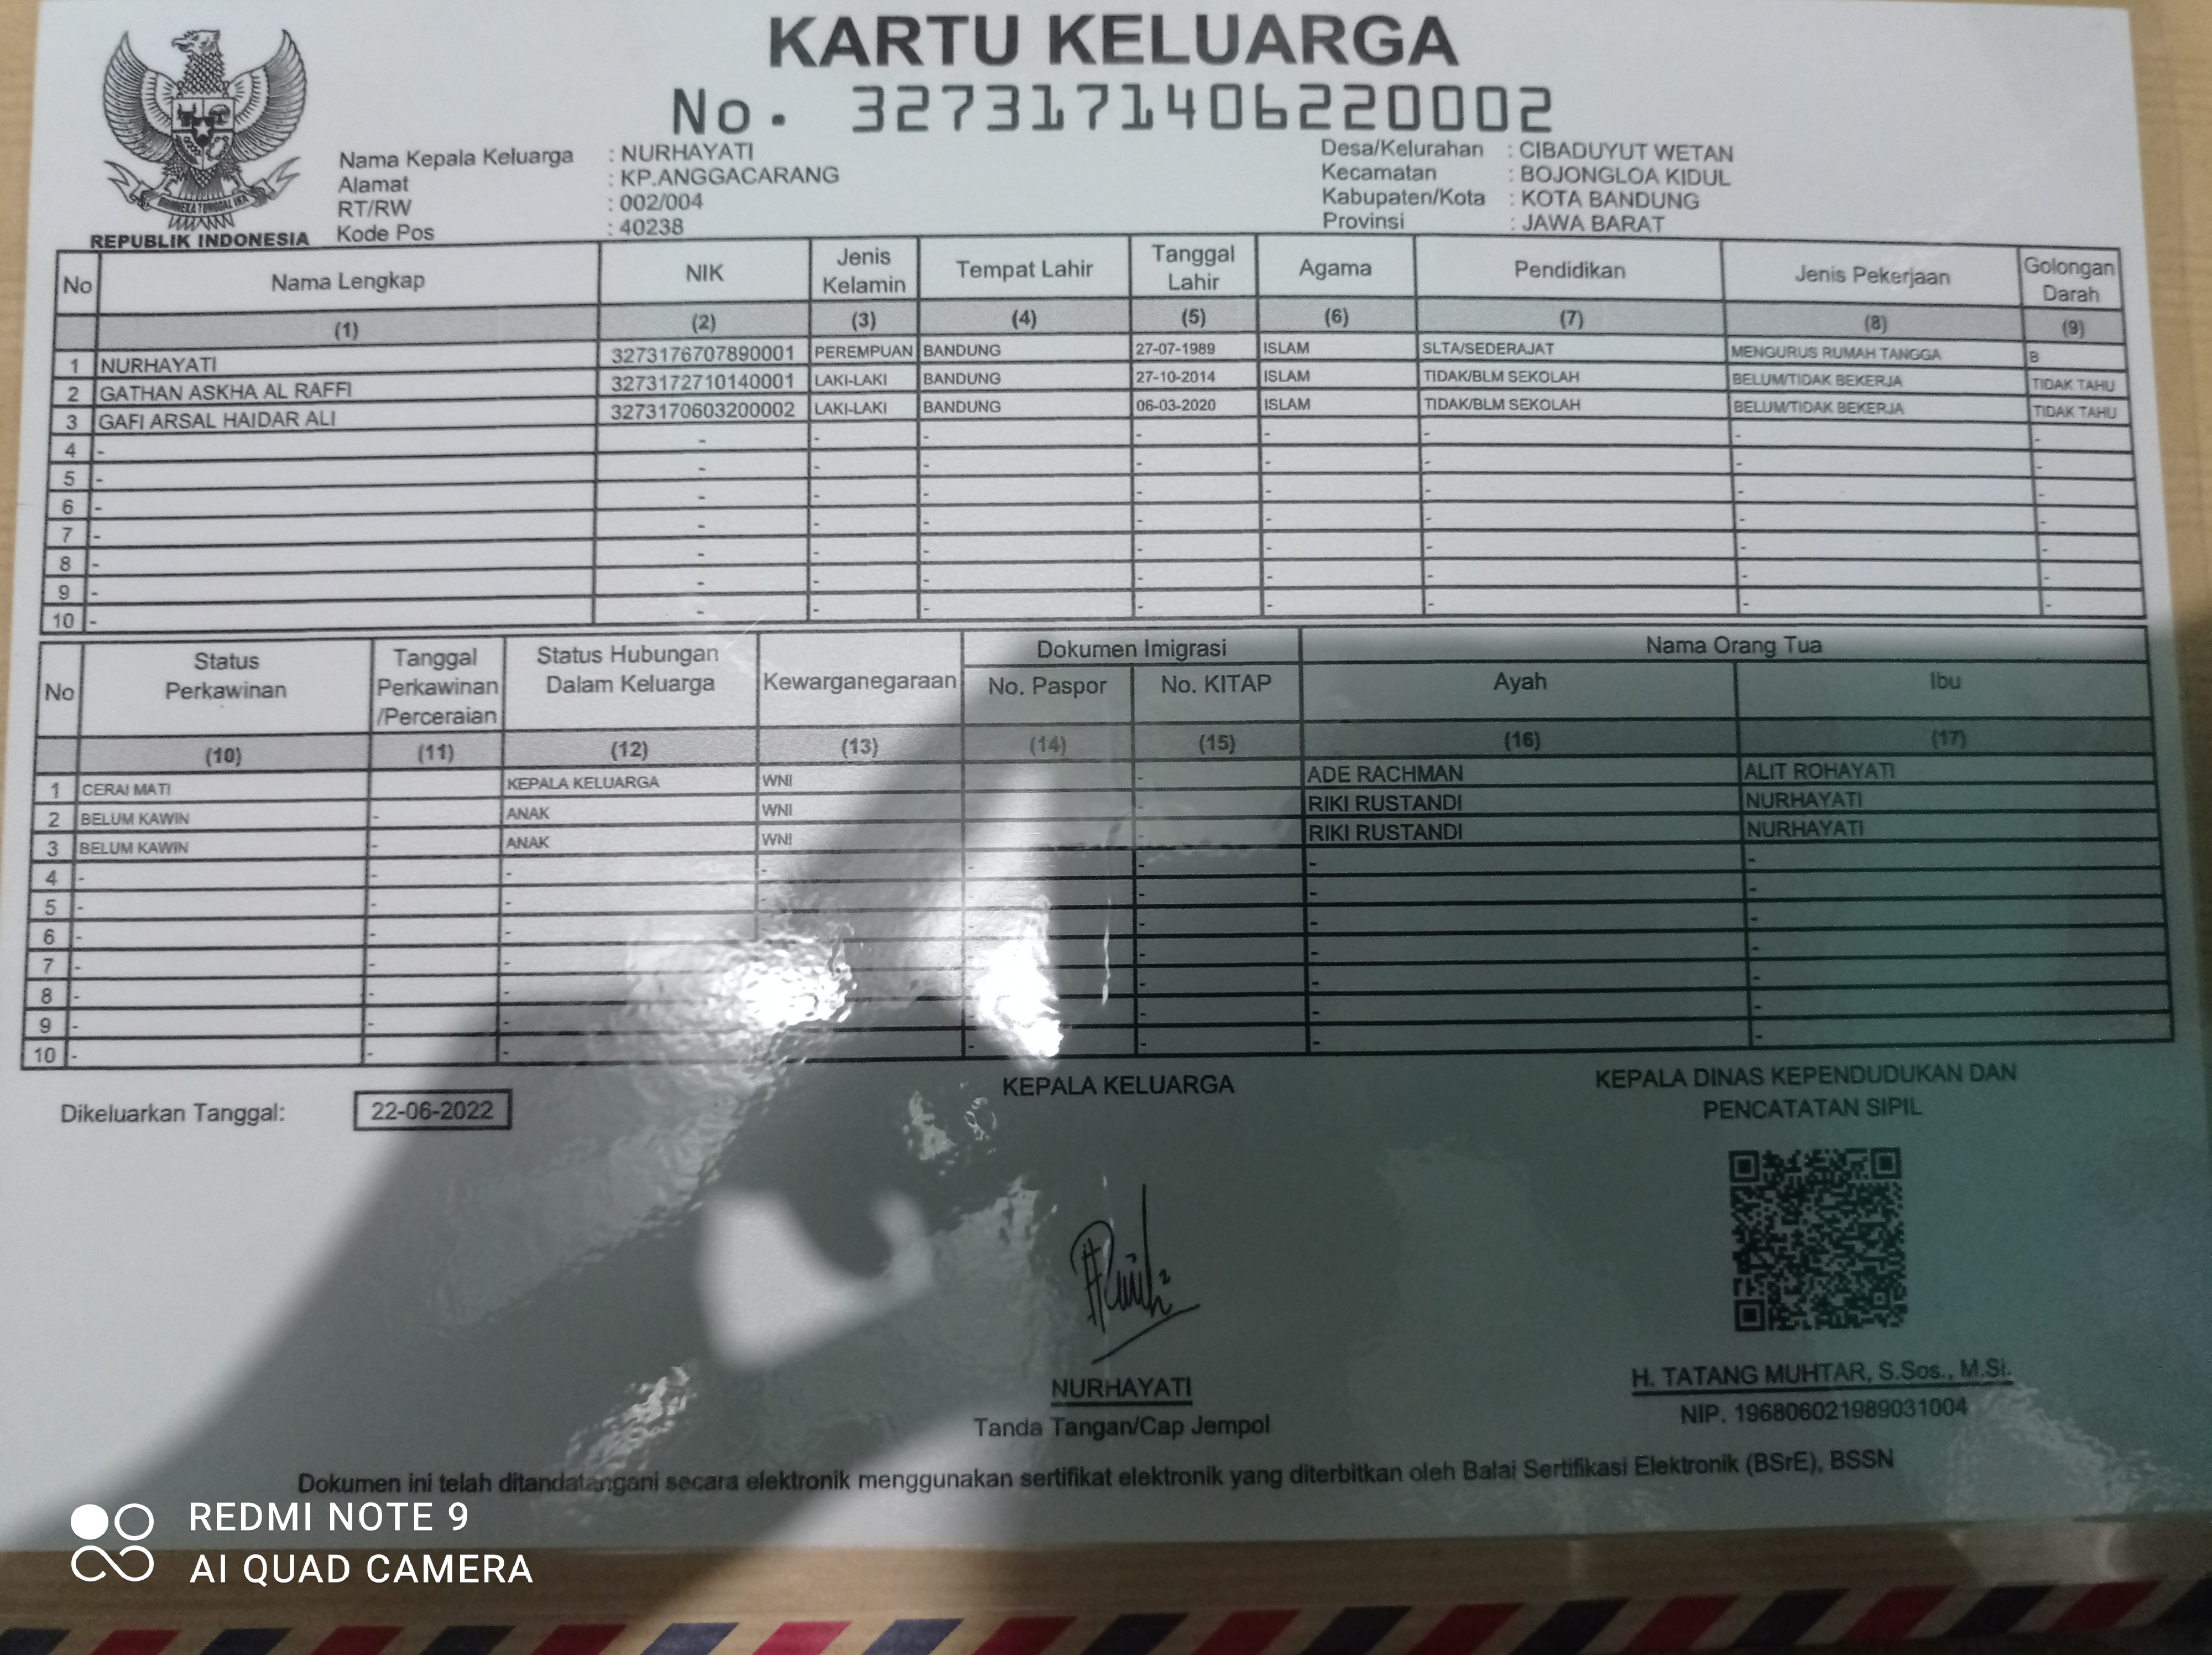 KARTU KELUARGA
No. 3273171406220002
BHINNEKA TUNGGAL IKA
REPUBLIK INDONESIA
Nama Kepala Keluarga : NURHAYATI
Alamat : KP.ANGGACARANG
RT/RW : 002/004
Kode Pos : 40238
Desa/Kelurahan : CIBADUYUT WETAN
Kecamatan : BOJONGLOA KIDUL
Kabupaten/Kota : KOTA BANDUNG
Provinsi : JAWA BARAT
No Nama Lengkap NIK Jenis Kelamin Tempat Lahir Tanggal Lahir Agama Pendidikan Jenis Pekerjaan Golongan Darah
(1) (2) (3) (4) (5) (6) (7) (8) (9)
1 NURHAYATI 3273176707890001 PEREMPUAN BANDUNG 27-07-1989 ISLAM SLTA/SEDERAJAT MENGURUS RUMAH TANGGA B
2 GATHAN ASKHA AL RAFFI 3273172710140001 LAKI-LAKI BANDUNG 27-10-2014 ISLAM TIDAK/BLM SEKOLAH BELUM/TIDAK BEKERJA TIDAK TAHU
3 GAFI ARSAL HAIDAR ALI 3273170603200002 LAKI-LAKI BANDUNG 06-03-2020 ISLAM TIDAK/BLM SEKOLAH BELUM/TIDAK BEKERJA TIDAK TAHU
4 - - - - - - - - -
5 - - - - - - - - -
6 - - - - - - - - -
7 - - - - - - - - -
8 - - - - - - - - -
9 - - - - - - - - -
10 - - - - - - - - -
No Status Perkawinan Tanggal Perkawinan /Perceraian Status Hubungan Dalam Keluarga Kewarganegaraan Dokumen Imigrasi Nama Orang Tua
No. Paspor No. KITAP Ayah Ibu
(10) (11) (12) (13) (14) (15) (16) (17)
1 CERAI MATI KEPALA KELUARGA WNI - ADE RACHMAN ALIT ROHAYATI
2 BELUM KAWIN - ANAK WNI - RIKI RUSTANDI NURHAYATI
3 BELUM KAWIN - ANAK WNI - RIKI RUSTANDI NURHAYATI
4 - - - - - - - -
5 - - - - - - -
6 - - - - - - -
7 - - - - - -
8 - - - - - -
9 - - - - - -
10 - - - - - - -
Dikeluarkan Tanggal: 22-06-2022
KEPALA KELUARGA
NURHAYATI
Tanda Tangan/Cap Jempol
KEPALA DINAS KEPENDUDUKAN DAN
PENCATATAN SIPIL
H. TATANG MUHTAR, S.Sos., M.SI.
NIP. 196806021989031004
Dokumen ini telah ditandatangani secara elektronik menggunakan sertifikat elektronik yang diterbitkan oleh Balai Sertifikasi Elektronik (BSrE), BSSN
REDMI NOTE 9
AI QUAD CAMERA